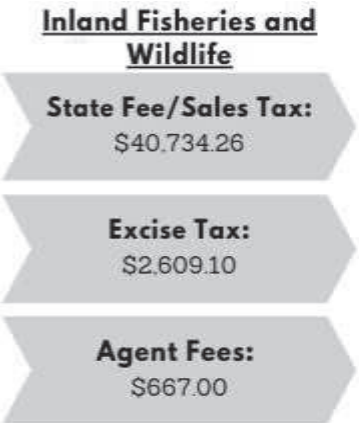 Inland Fisheries and
Wildlife
State Fee/Sales Tax:
$40,734.26
Excise Tax:
$2,609.10
Agent Fees:
$667.00